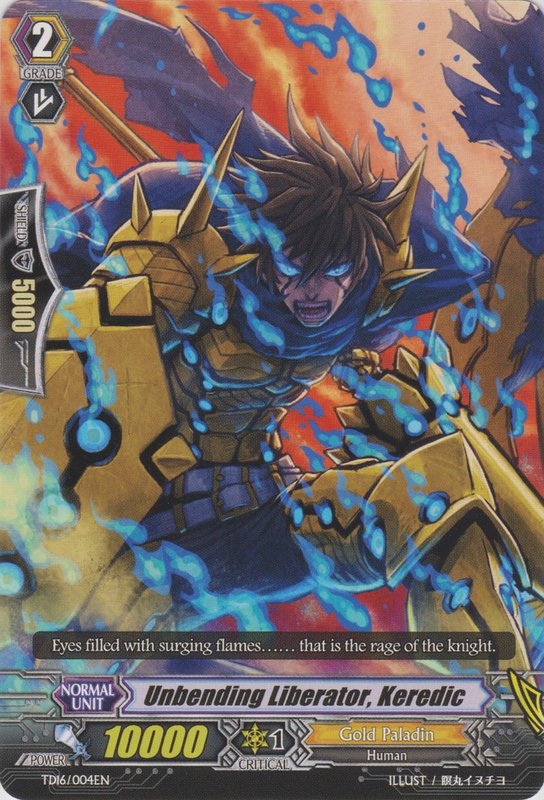 2
GRADE
SHIELD
5000
Eyes filled with surging flames…… that is the rage of the knight.
NORMAL
UNIT
Unbending Liberator, Keredic
POWER
10000
1
CRITICAL
Gold Paladin
Human
TD16/004EN
ILLUST / 瞑丸イヌチヨ